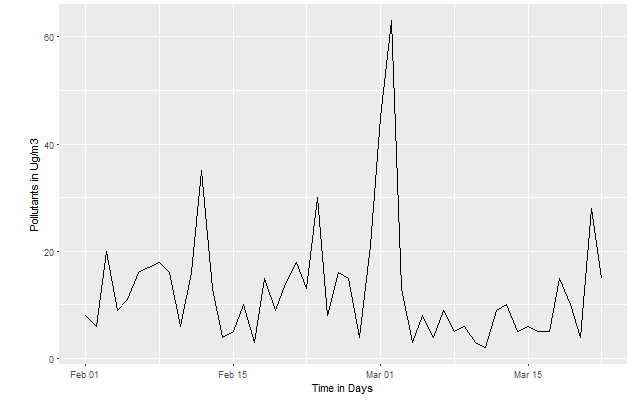 60
40
20
0
Pollutants in Ug/m3
Feb 01
Feb 15
Mar 01
Mar 15
Time in Days